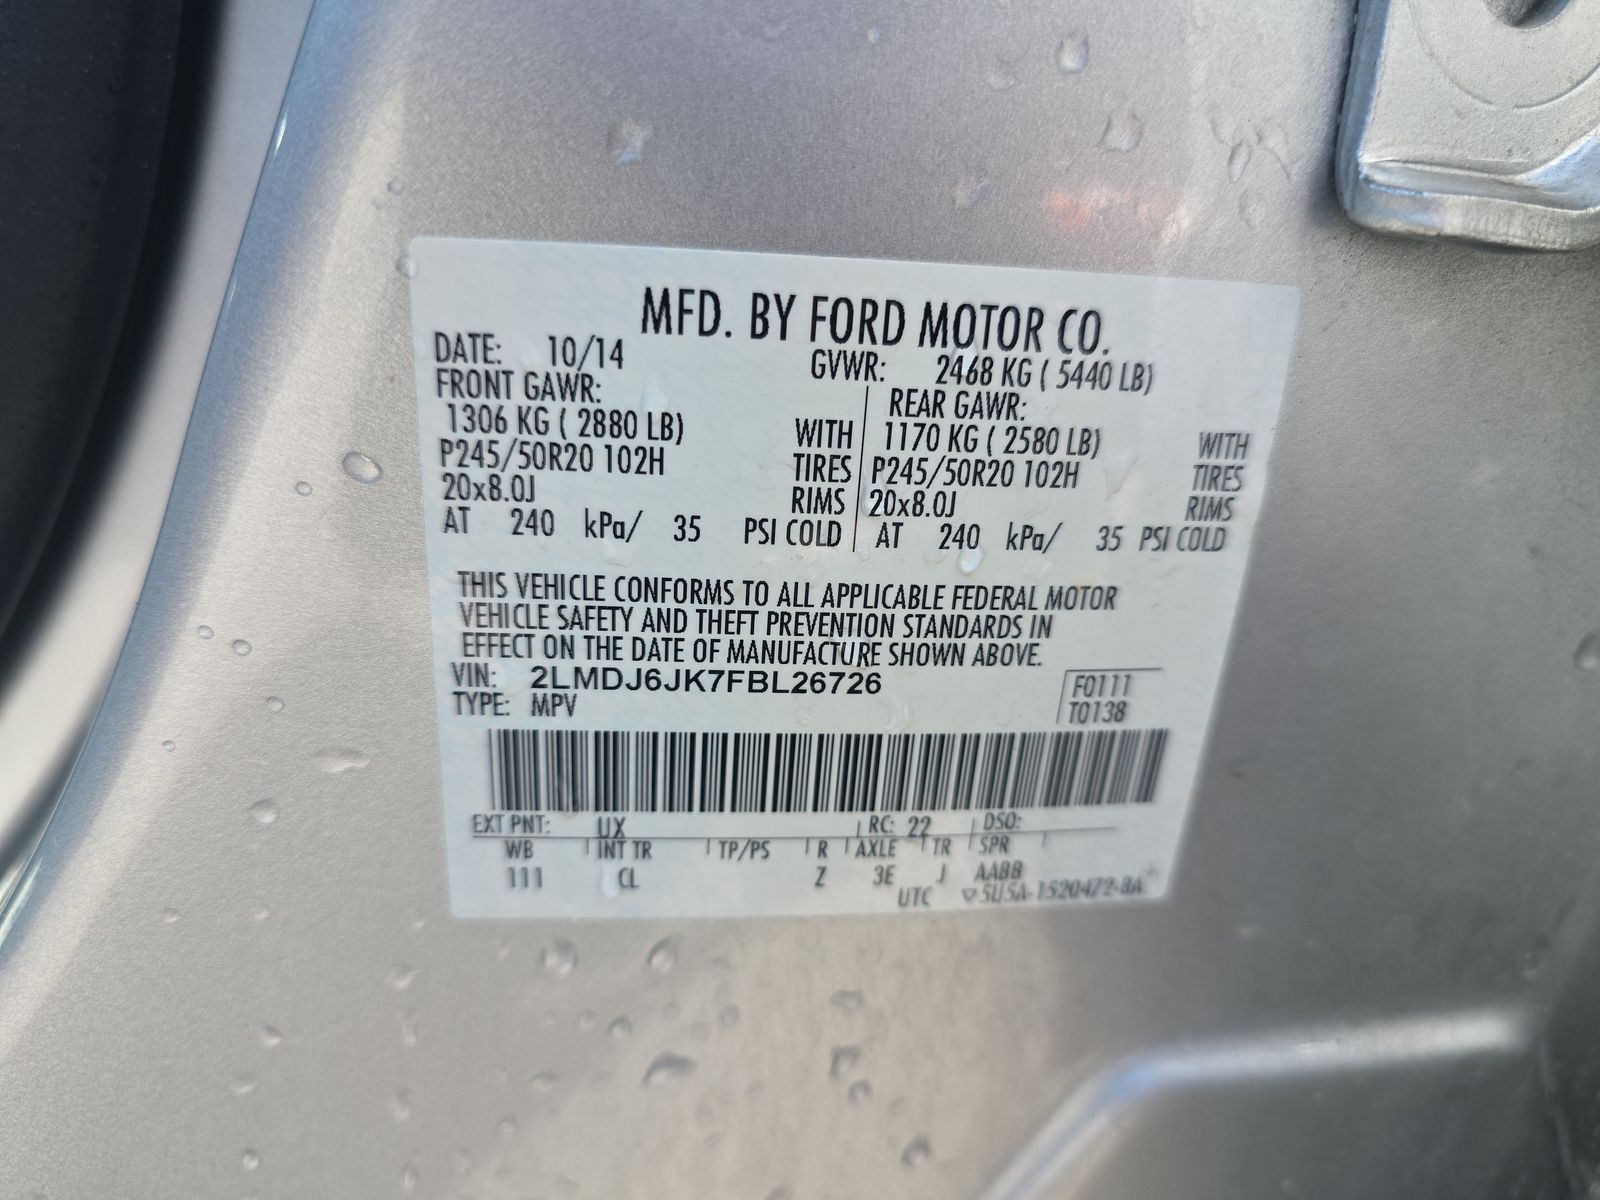 MFD. BY FORD MOTOR CO.
DATE: 10/14 GVWR: 2468 KG ( 5440 LB)
FRONT GAWR: REAR GAWR:
1306 KG ( 2880 LB) WITH 1170 KG ( 2580 LB) WITH
P245/50R20 102H TIRES P245/50R20 102H TIRES
20x8.0J RIMS 20x8.0J RIMS
AT 240 kPa/ 35 PSI COLD AT 240 kPa/ 35 PSI COLD
THIS VEHICLE CONFORMS TO ALL APPLICABLE FEDERAL MOTOR
VEHICLE SAFETY AND THEFT PREVENTION STANDARDS IN
EFFECT ON THE DATE OF MANUFACTURE SHOWN ABOVE.
VIN: 2LMDJ6JK7FBL26726 F0111
TYPE: MPV T0138
EXT PNT: UX RC: 22 DSO:
WB INT TR TP/PS R AXLE TR SPR
111 CL Z 3E J AABB
UTC ▽5U5A-1520472-BA